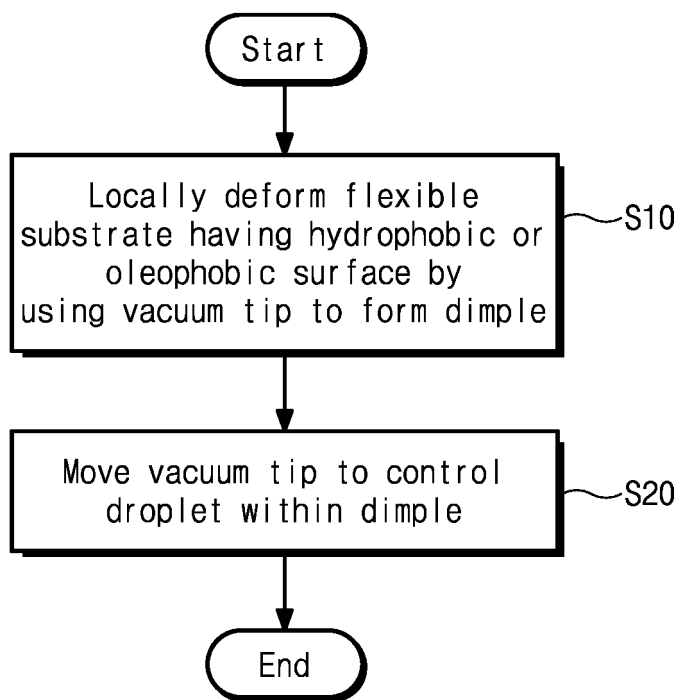 Start
Locally deform flexible
substrate having hydrophobic or
oleophobic surface by
using vacuum tip to form dimple
S10
Move vacuum tip to control
droplet within dimple
S20
End